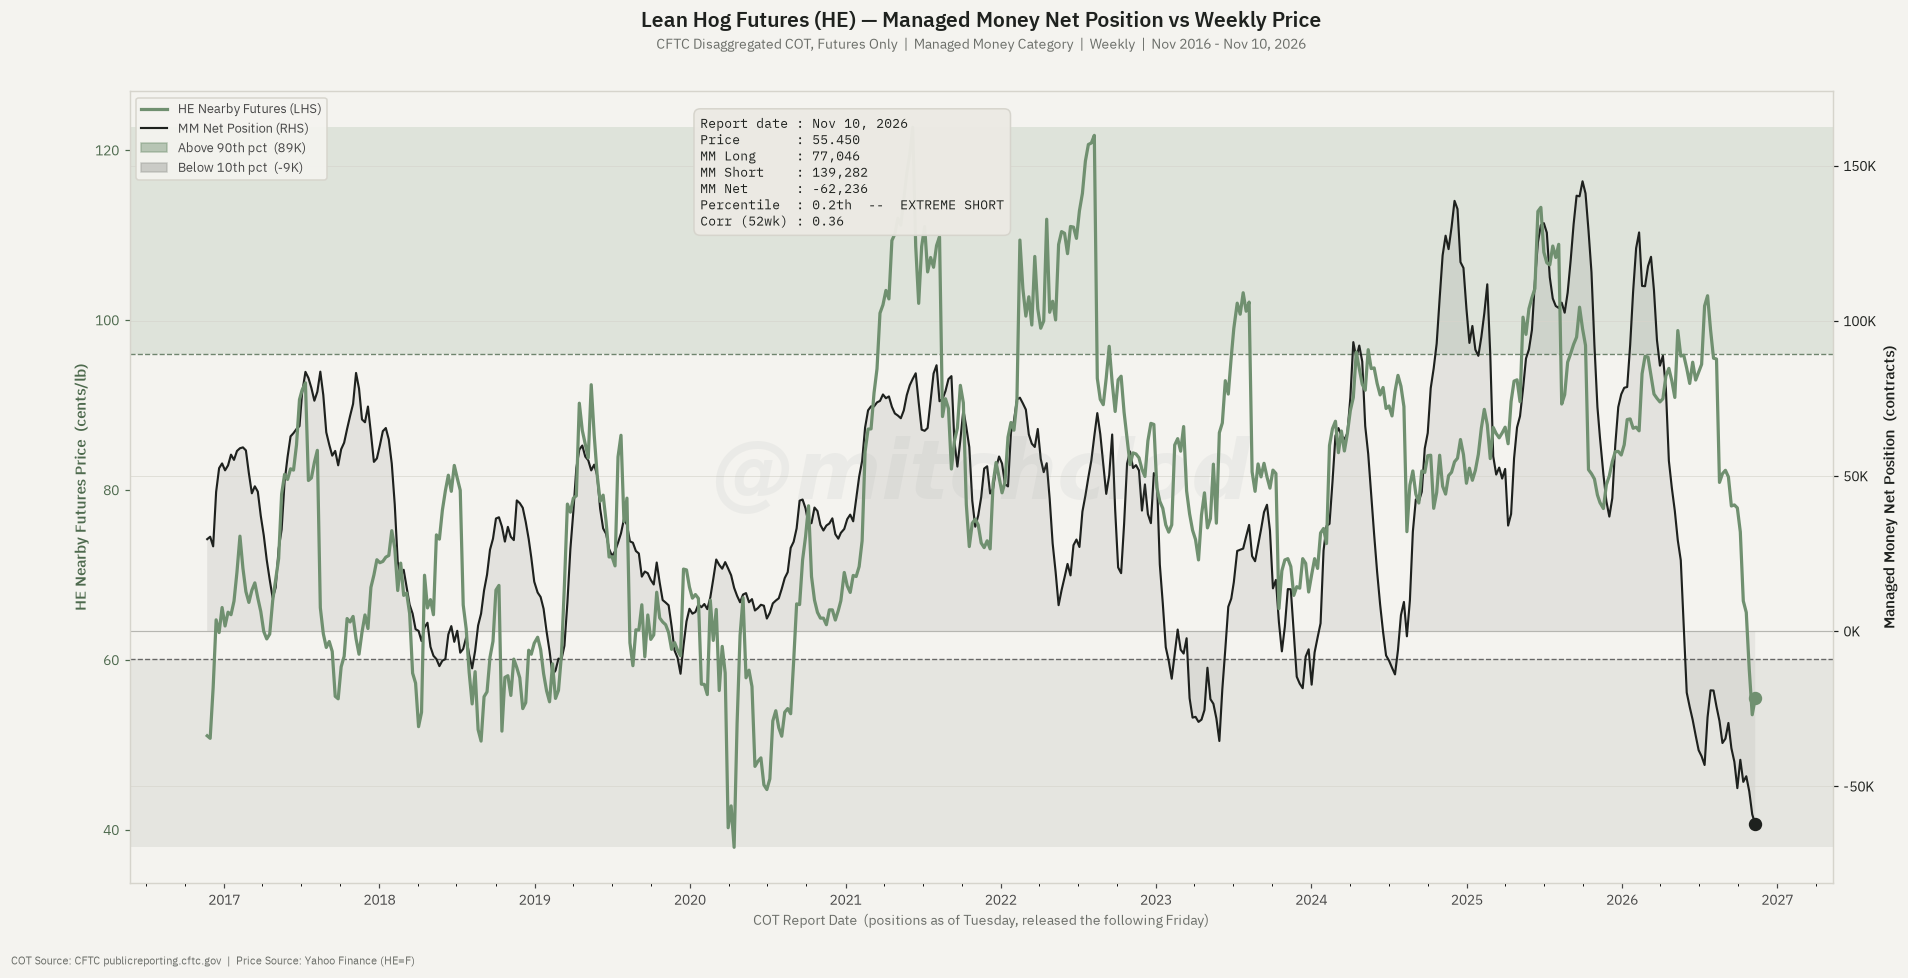 Lean Hog Futures (HE) — Managed Money Net Position vs Weekly Price
CFTC Disaggregated COT, Futures Only | Managed Money Category | Weekly | Nov 2016 - Nov 10, 2026
HE Nearby Futures (LHS)
MM Net Position (RHS)
Above 90th pct (89K)
Below 10th pct (-9K)
Report date : Nov 10, 2026
Price : 55.450
MM Long : 77,046
MM Short : 139,282
MM Net : -62,236
Percentile : 0.2th -- EXTREME SHORT
Corr (52wk) : 0.36
HE Nearby Futures Price (cents/lb)
120
100
80
60
40
150K
100K
50K
0K
-50K
Managed Money Net Position (contracts)
2017 2018 2019 2020 2021 2022 2023 2024 2025 2026 2027
COT Report Date (positions as of Tuesday, released the following Friday)
COT Source: CFTC publicreporting.cftc.gov | Price Source: Yahoo Finance (HE=F)